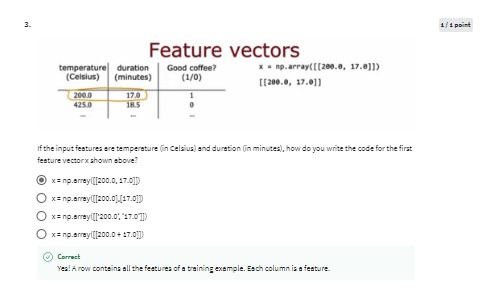 3.
1 / 1 point
Feature vectors
temperature duration Good coffee?
(Celsius) (minutes) (1/0)
200.0 17.0 1
425.0 18.5 0
... ... ...
x = np.array([[200.0, 17.0]])
[[200.0, 17.0]]
If the input features are temperature (in Celsius) and duration (in minutes), how do you write the code for the first
feature vector x shown above?
x = np.array([[200.0, 17.0]])
x = np.array([[200.0],[17.0]])
x = np.array([['200.0', '17.0']])
x = np.array([[200.0 + 17.0]])
Correct
Yes! A row contains all the features of a training example. Each column is a feature.